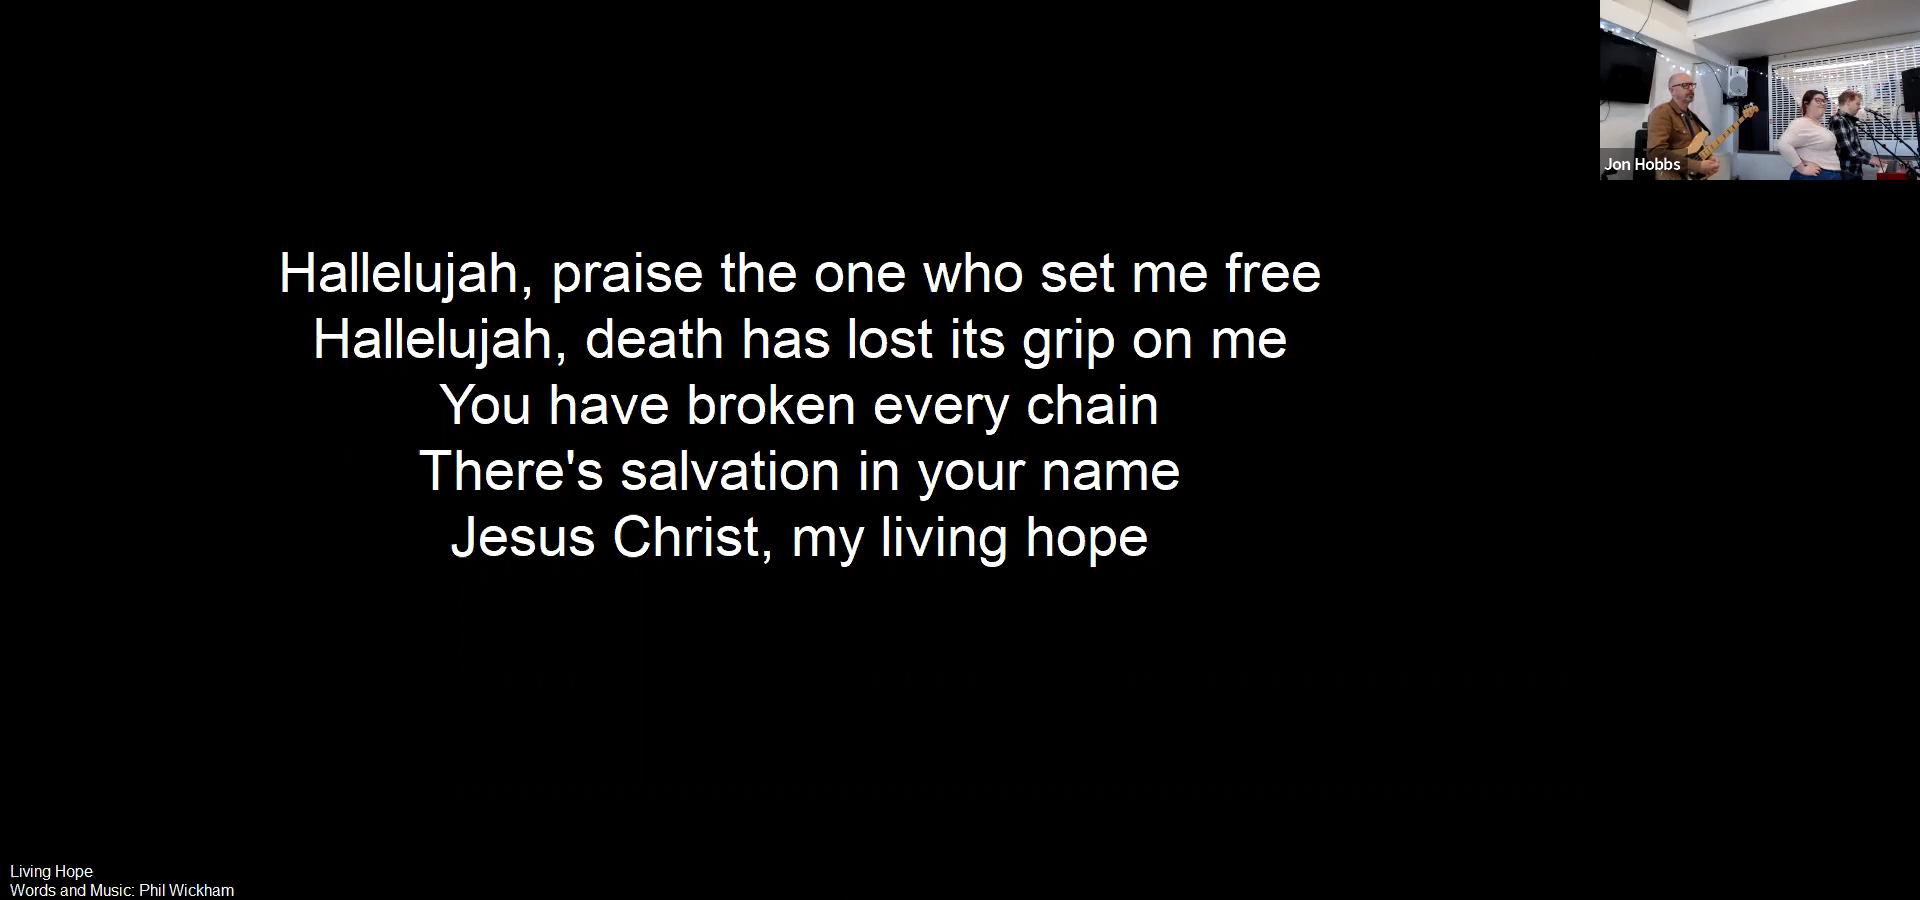 Hallelujah, praise the one who set me free
Hallelujah, death has lost its grip on me
You have broken every chain
There's salvation in your name
Jesus Christ, my living hope
Jon Hobbs
Living Hope
Words and Music: Phil Wickham